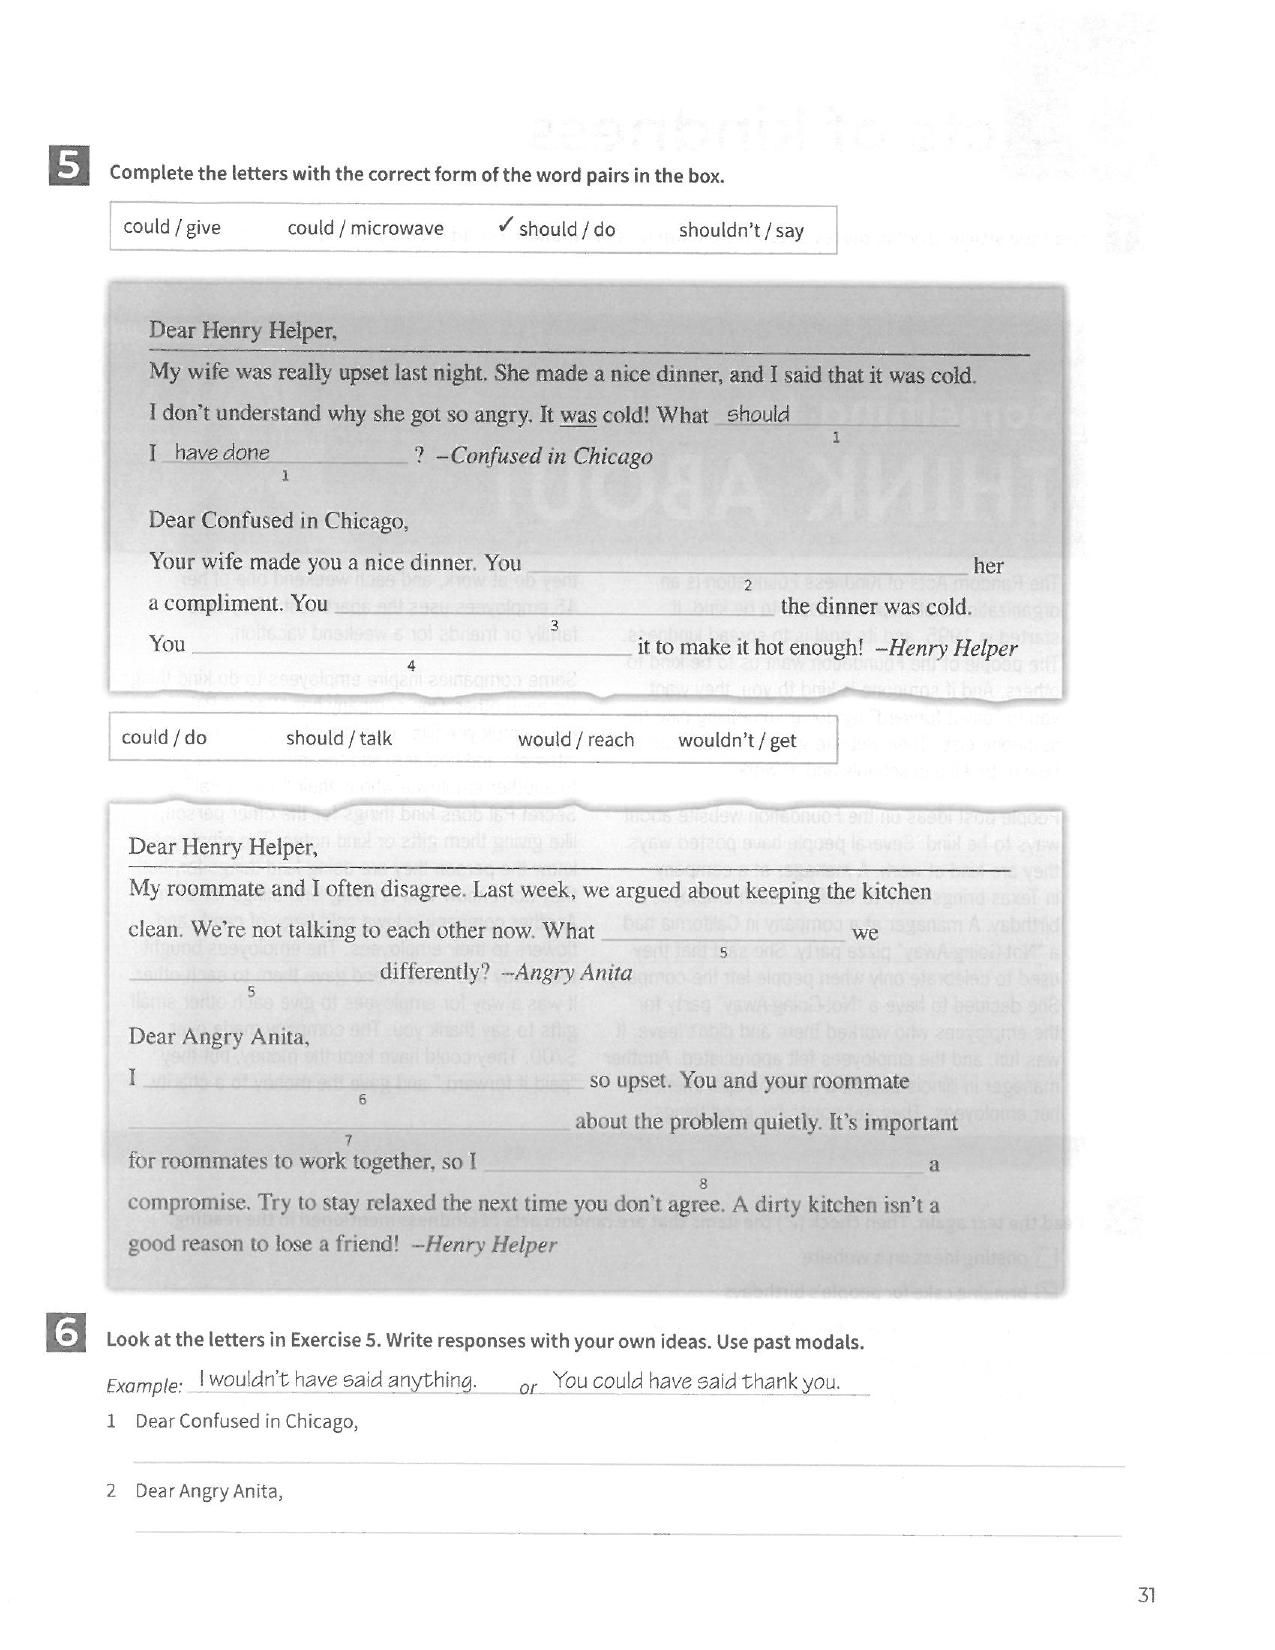 5 Complete the letters with the correct form of the word pairs in the box.
could / give could / microwave ✓ should / do shouldn't / say
Dear Henry Helper,
My wife was really upset last night. She made a nice dinner, and I said that it was cold.
I don't understand why she got so angry. It was cold! What should
1
I have done ? –Confused in Chicago
1
Dear Confused in Chicago,
Your wife made you a nice dinner. You her
2
a compliment. You the dinner was cold.
3
You it to make it hot enough! –Henry Helper
4
could / do should / talk would / reach wouldn't / get
Dear Henry Helper,
My roommate and I often disagree. Last week, we argued about keeping the kitchen
clean. We're not talking to each other now. What we
5
differently? –Angry Anita
5
Dear Angry Anita,
I so upset. You and your roommate
6
about the problem quietly. It's important
7
for roommates to work together, so I a
8
compromise. Try to stay relaxed the next time you don't agree. A dirty kitchen isn't a
good reason to lose a friend! –Henry Helper
6 Look at the letters in Exercise 5. Write responses with your own ideas. Use past modals.
Example: I wouldn't have said anything. or You could have said thank you.
1 Dear Confused in Chicago,
2 Dear Angry Anita,
31